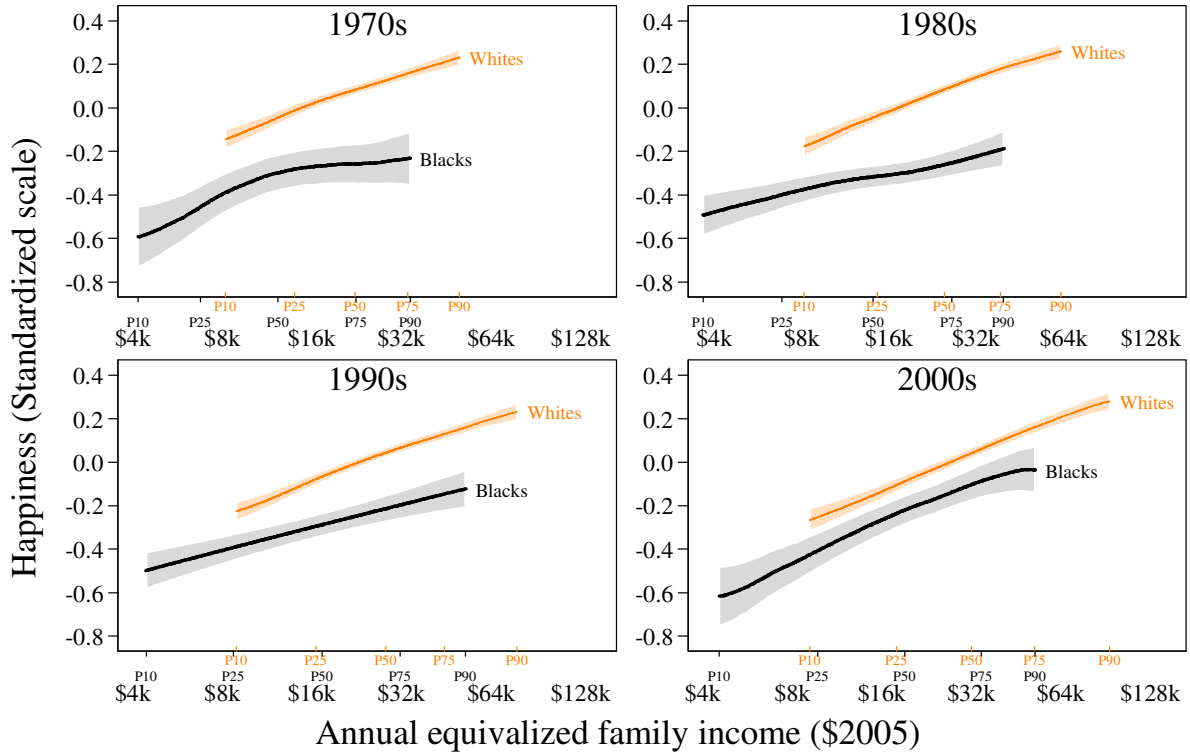 Happiness (Standardized scale)
1970s
0.4
0.2
0.0
-0.2
-0.4
-0.6
-0.8
Whites
Blacks
P10 P25 P50 P75 P90
P10 P25 P50 P75 P90
$4k $8k $16k $32k $64k $128k
1980s
0.4
0.2
0.0
-0.2
-0.4
-0.6
-0.8
Whites
Blacks
P10 P25 P50 P75 P90
P10 P25 P50 P75 P90
$4k $8k $16k $32k $64k $128k
1990s
0.4
0.2
0.0
-0.2
-0.4
-0.6
-0.8
Whites
Blacks
P10 P25 P50 P75 P90
P10 P25 P50 P75 P90
$4k $8k $16k $32k $64k $128k
2000s
0.4
0.2
0.0
-0.2
-0.4
-0.6
-0.8
Whites
Blacks
P10 P25 P50 P75 P90
P10 P25 P50 P75 P90
$4k $8k $16k $32k $64k $128k
Annual equivalized family income ($2005)